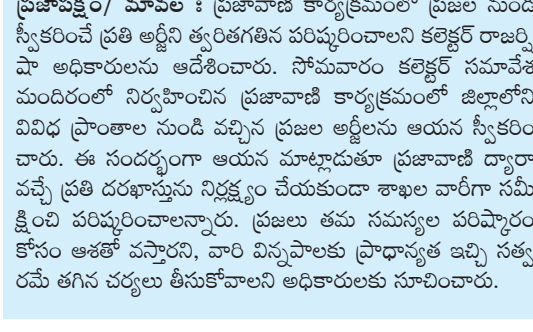 ప్రజాపక్షం/ మావల : ప్రజావాణి కార్యక్రమంలో ప్రజల నుండి
స్వీకరించే ప్రతి అర్జీని త్వరితగతిన పరిష్కరించాలని కలెక్టర్ రాజర్షి
షా అధికారులను ఆదేశించారు. సోమవారం కలెక్టర్ సమావేశ
మందిరంలో నిర్వహించిన ప్రజావాణి కార్యక్రమంలో జిల్లాలోని
వివిధ ప్రాంతాల నుండి వచ్చిన ప్రజల అర్జీలను ఆయన స్వీకరిం
చారు. ఈ సందర్భంగా ఆయన మాట్లాడుతూ ప్రజావాణి ద్వారా
వచ్చే ప్రతి దరఖాస్తును నిర్లక్ష్యం చేయకుండా శాఖల వారీగా సమీ
క్షించి పరిష్కరించాలన్నారు. ప్రజలు తమ సమస్యల పరిష్కారం
కోసం ఆశతో వస్తారని, వారి విన్నపాలకు ప్రాధాన్యత ఇచ్చి సత్వ
రమే తగిన చర్యలు తీసుకోవాలని అధికారులకు సూచించారు.